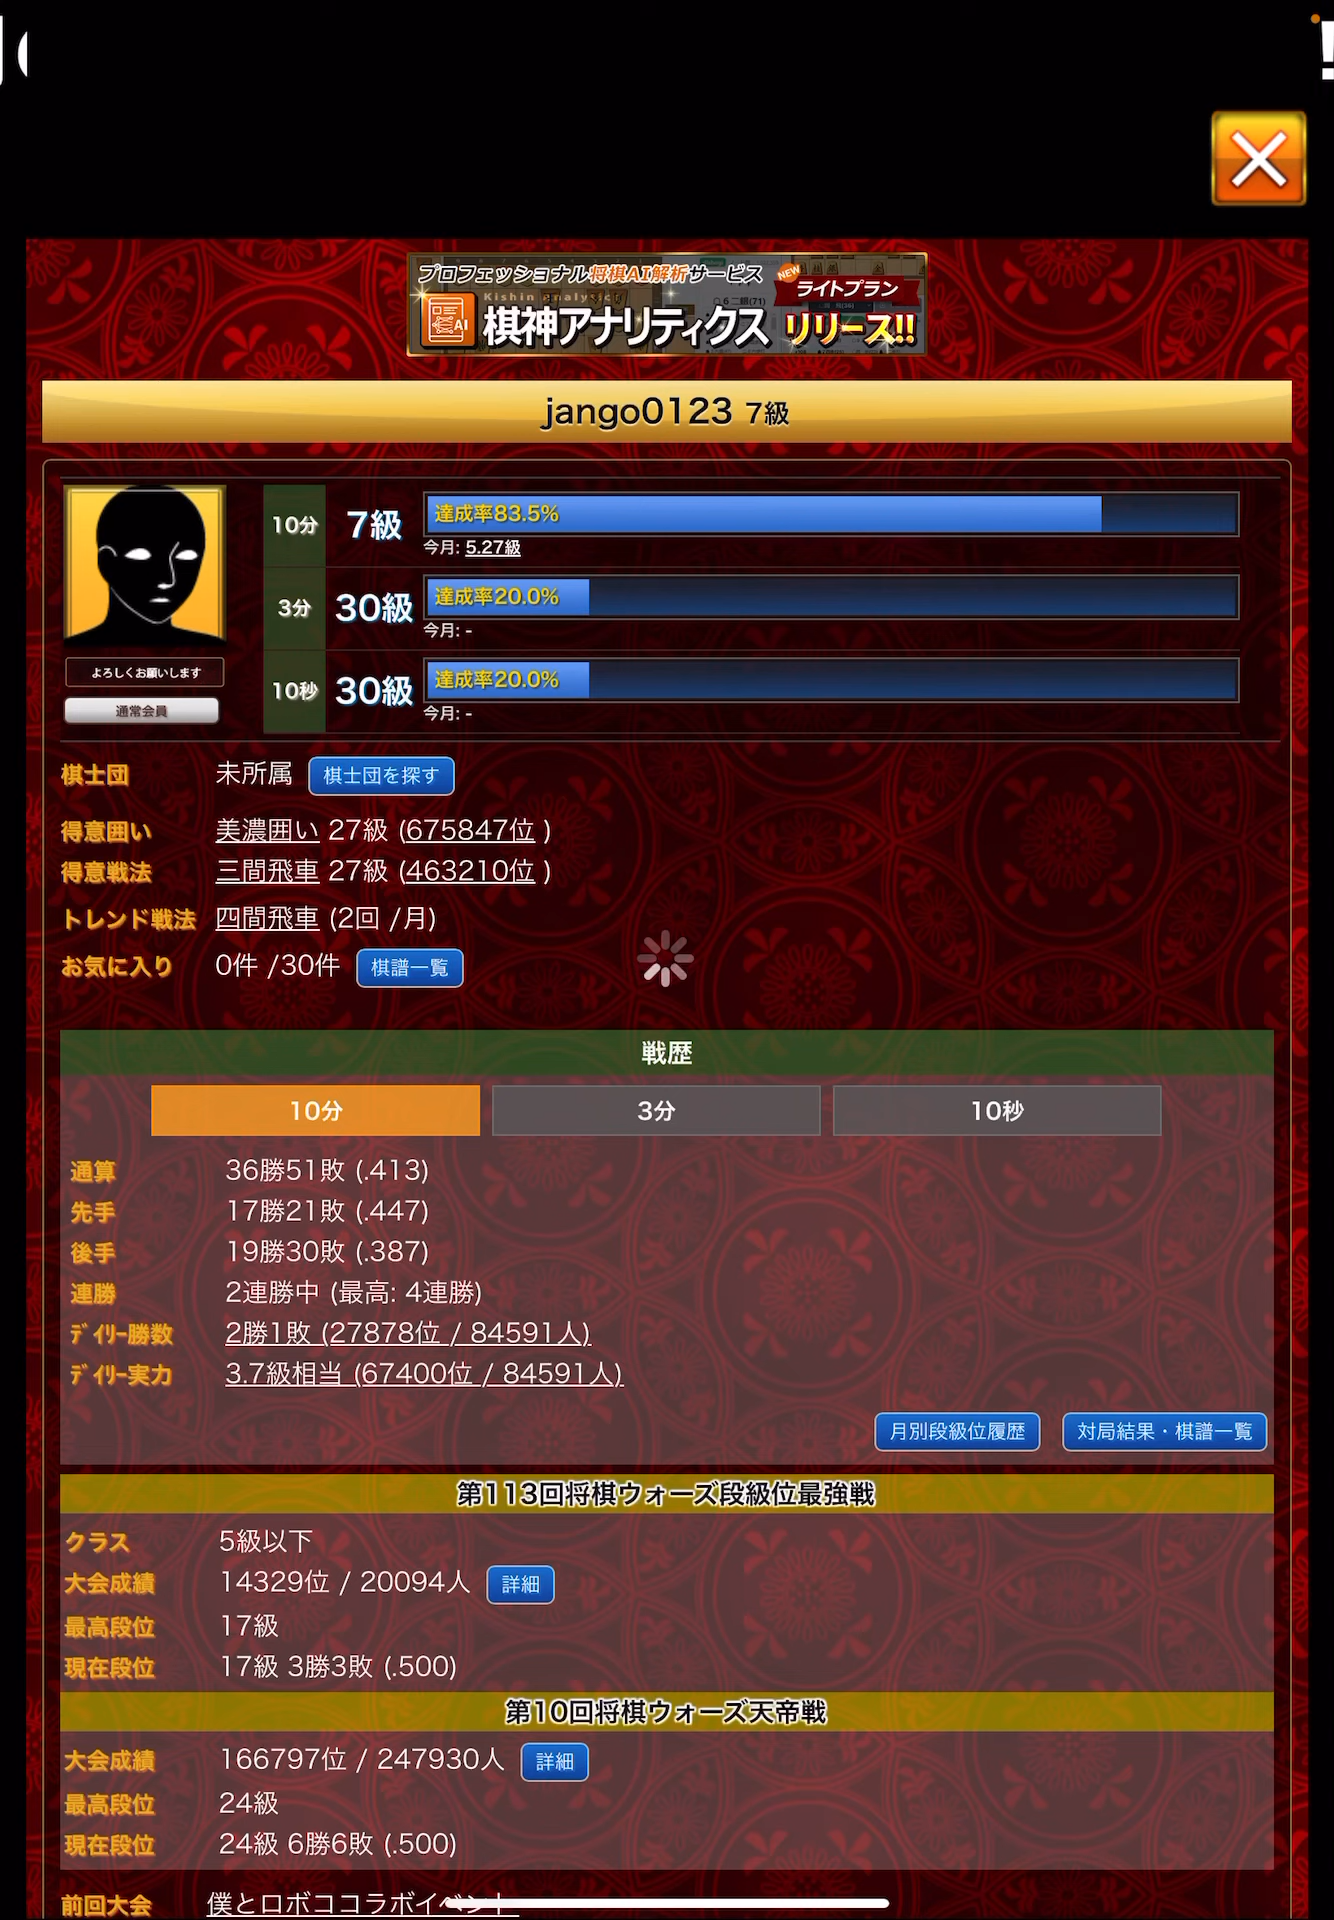 プロフェッショナル将棋AI解析サービス
NEW
ライトプラン
Kishin Analytics
AI
棋神アナリティクス リリース!!
jango0123 7級
10分 7級 達成率83.5%
今月: 5.27級
3分 30級 達成率20.0%
今月: -
よろしくお願いします
10秒 30級 達成率20.0%
通常会員
今月: -
棋士団 未所属 棋士団を探す
得意囲い 美濃囲い 27級 (675847位 )
得意戦法 三間飛車 27級 (463210位 )
トレンド戦法 四間飛車 (2回 /月)
お気に入り 0件 /30件 棋譜一覧
戦歴
10分 3分 10秒
通算 36勝51敗 (.413)
先手 17勝21敗 (.447)
後手 19勝30敗 (.387)
連勝 2連勝中 (最高: 4連勝)
デイリー勝数 2勝1敗 (27878位 / 84591人)
デイリー実力 3.7級相当 (67400位 / 84591人)
月別段級位履歴 対局結果・棋譜一覧
第113回将棋ウォーズ段級位最強戦
クラス 5級以下
大会成績 14329位 / 20094人 詳細
最高段位 17級
現在段位 17級 3勝3敗 (.500)
第10回将棋ウォーズ天帝戦
大会成績 166797位 / 247930人 詳細
最高段位 24級
現在段位 24級 6勝6敗 (.500)
前回大会 僕とロボココラボイベント